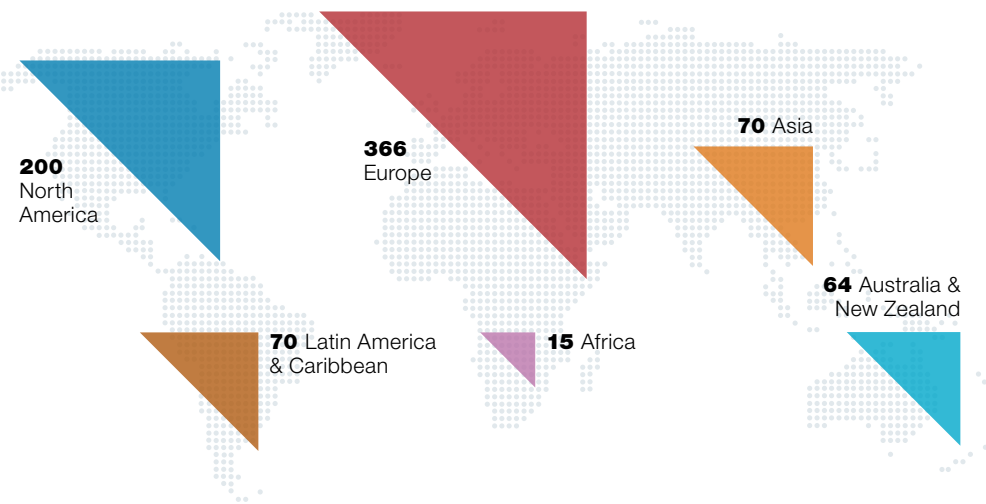 200
North
America
366
Europe
70 Asia
64 Australia &
New Zealand
70 Latin America
& Caribbean
15 Africa